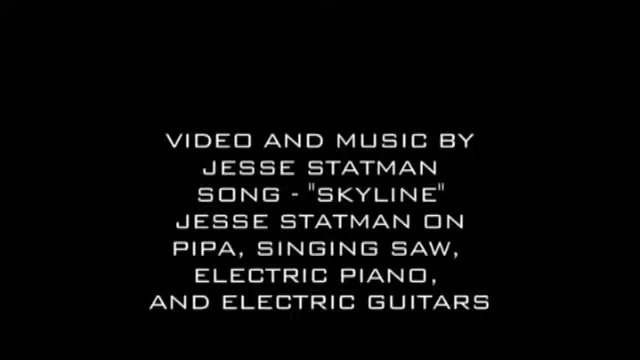 VIDEO AND MUSIC BY
JESSE STATMAN
SONG - "SKYLINE"
JESSE STATMAN ON
PIPA, SINGING SAW,
ELECTRIC PIANO,
AND ELECTRIC GUITARS